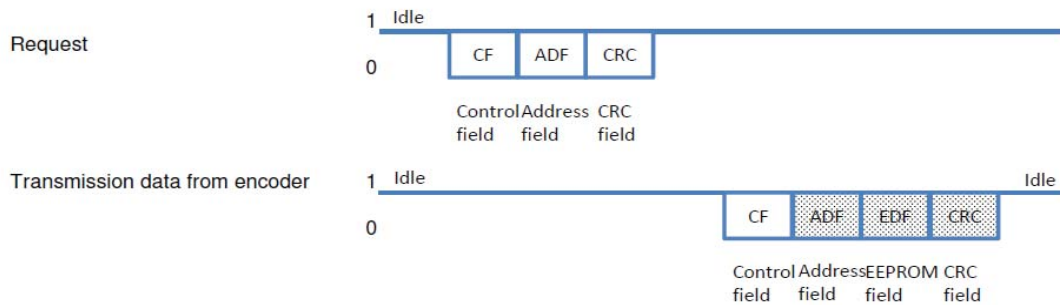 1 Idle
Request
0
CF ADF CRC
Control Address CRC
field field field
Transmission data from encoder
1 Idle Idle
0
CF ADF EDF CRC
Control Address EEPROM CRC
field field field field